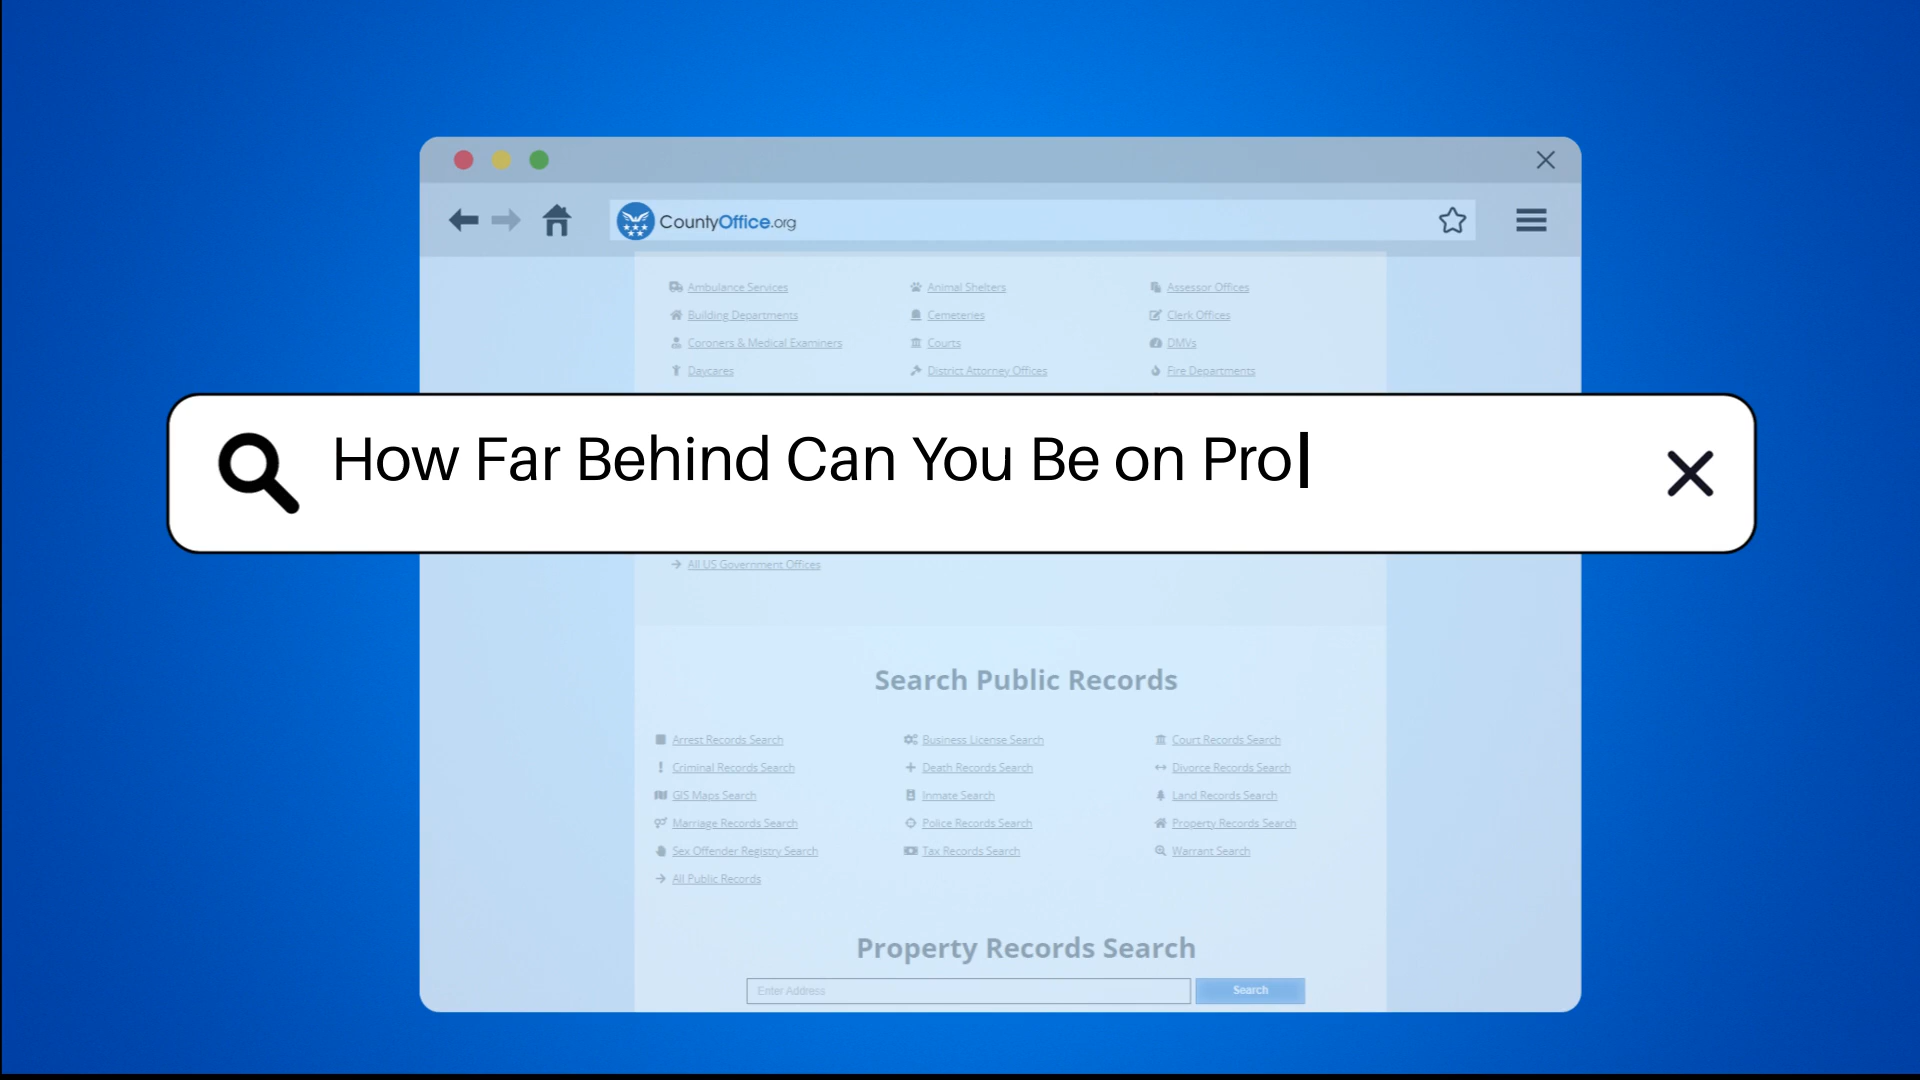 CountyOffice.org
Ambulance Services Animal Shelters Assessor Offices
Building Departments Cemeteries Clerk Offices
Coroners & Medical Examiners Courts DMVs
Daycares District Attorney Offices Fire Departments
How Far Behind Can You Be on Pro
All US Government Offices
Search Public Records
Arrest Records Search Business License Search Court Records Search
Criminal Records Search Death Records Search Divorce Records Search
GIS Maps Search Inmate Search Land Records Search
Marriage Records Search Police Records Search Property Records Search
Sex Offender Registry Search Tax Records Search Warrant Search
All Public Records
Property Records Search
Enter Address Search